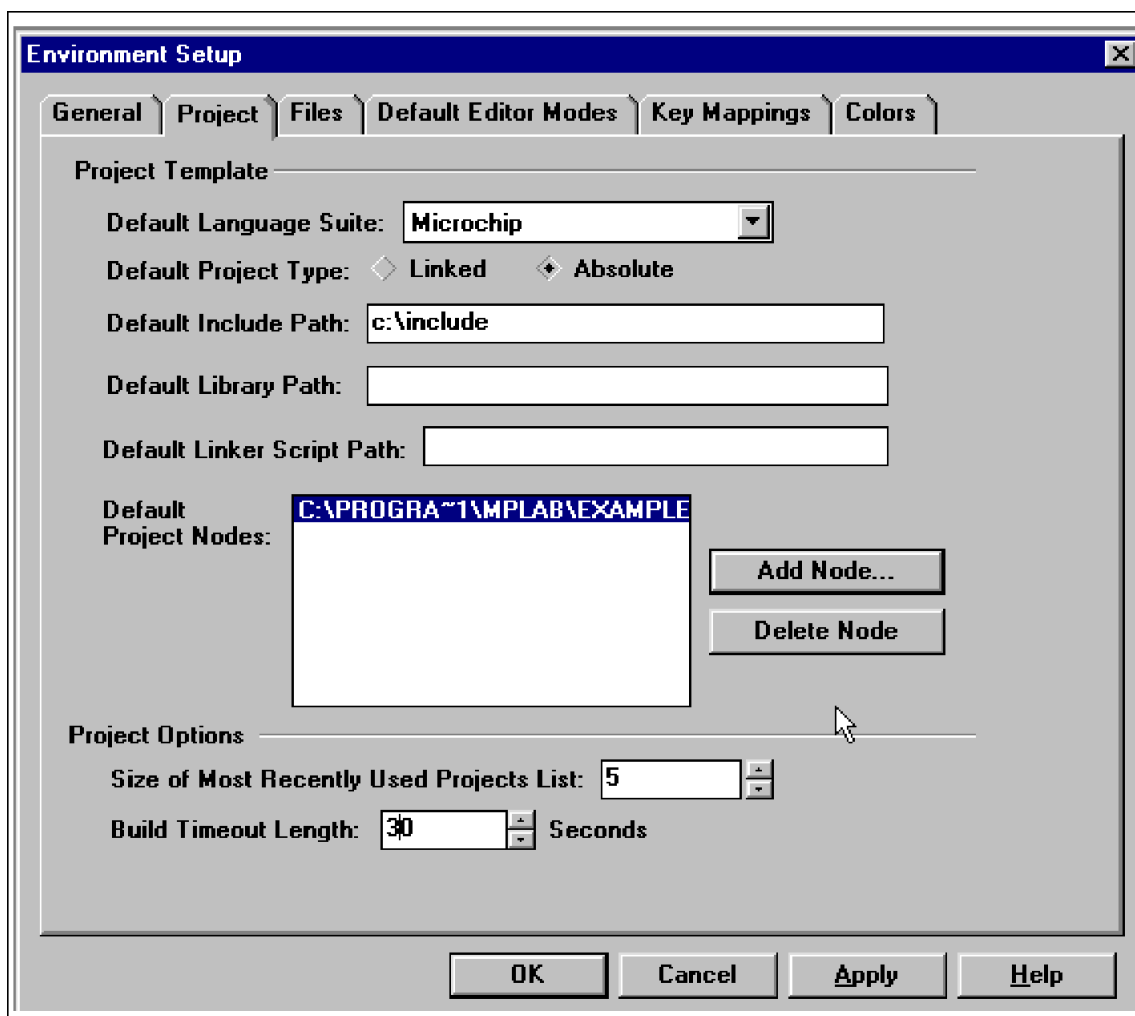 Environment Setup
General Project Files Default Editor Modes Key Mappings Colors
Project Template
Default Language Suite: Microchip
Default Project Type: Linked Absolute
Default Include Path: c:\include
Default Library Path:
Default Linker Script Path:
Default
Project Nodes:
C:\PROGRA~1\MPLAB\EXAMPLE
Add Node...
Delete Node
Project Options
Size of Most Recently Used Projects List: 5
Build Timeout Length: 30 Seconds
OK Cancel Apply Help